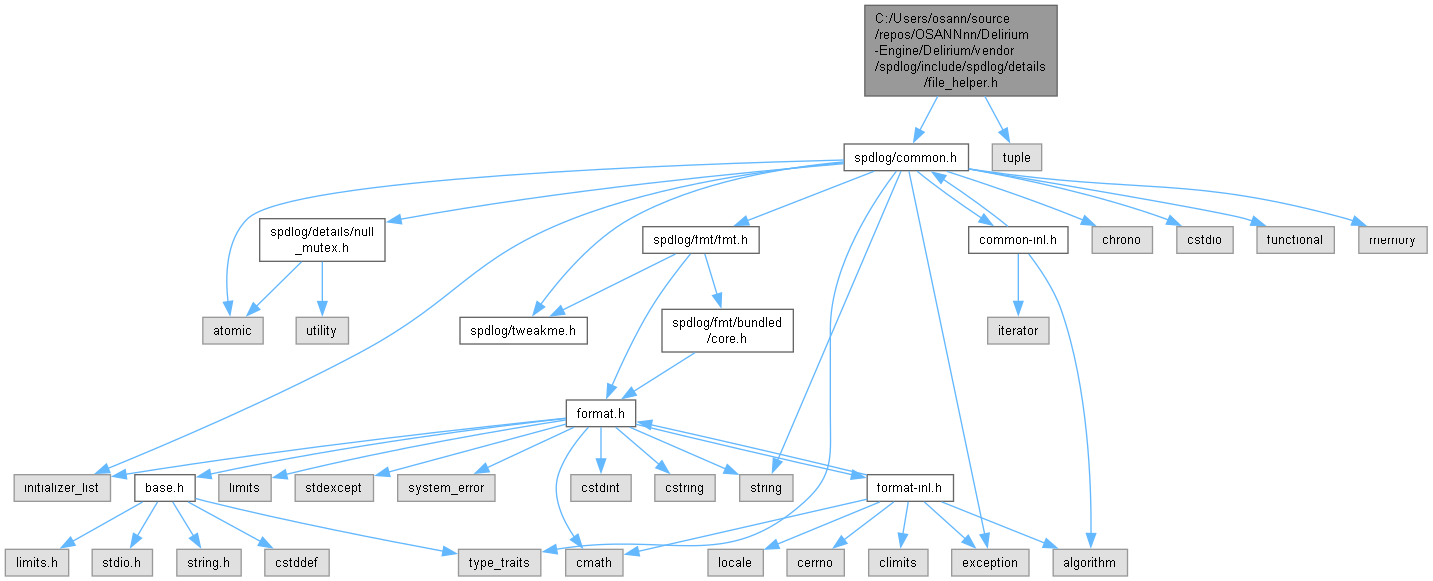 C:/Users/osann/source
/repos/OSANNnn/Delirium
-Engine/Delirium/vendor
/spdlog/include/spdlog/details
/file_helper.h
spdlog/common.h
tuple
spdlog/details/null
_mutex.h
spdlog/fmt/fmt.h
common-inl.h
chrono
cstdio
functional
memory
atomic
utility
spdlog/tweakme.h
spdlog/fmt/bundled
/core.h
iterator
format.h
initializer_list
base.h
limits
stdexcept
system_error
cstdint
cstring
string
format-inl.h
limits.h
stdio.h
string.h
cstddef
type_traits
cmath
locale
cerrno
climits
exception
algorithm